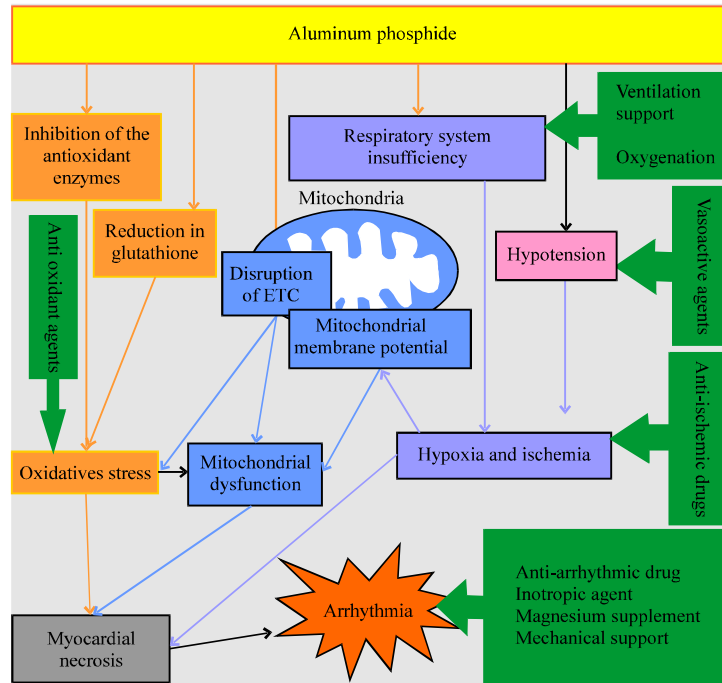 Aluminum phosphide
Ventilation
support
Oxygenation
Inhibition of the
antioxidant
enzymes
Respiratory system
insufficiency
Mitochondria
Reduction in
glutathione
Anti oxidant agents
Disruption
of ETC
Hypotension
Vasoactive agents
Mitochondrial
membrane potential
Oxidatives stress
Mitochondrial
dysfunction
Hypoxia and ischemia
Anti-ischemic drugs
Myocardial
necrosis
Arrhythmia
Anti-arrhythmic drug
Inotropic agent
Magnesium supplement
Mechanical support